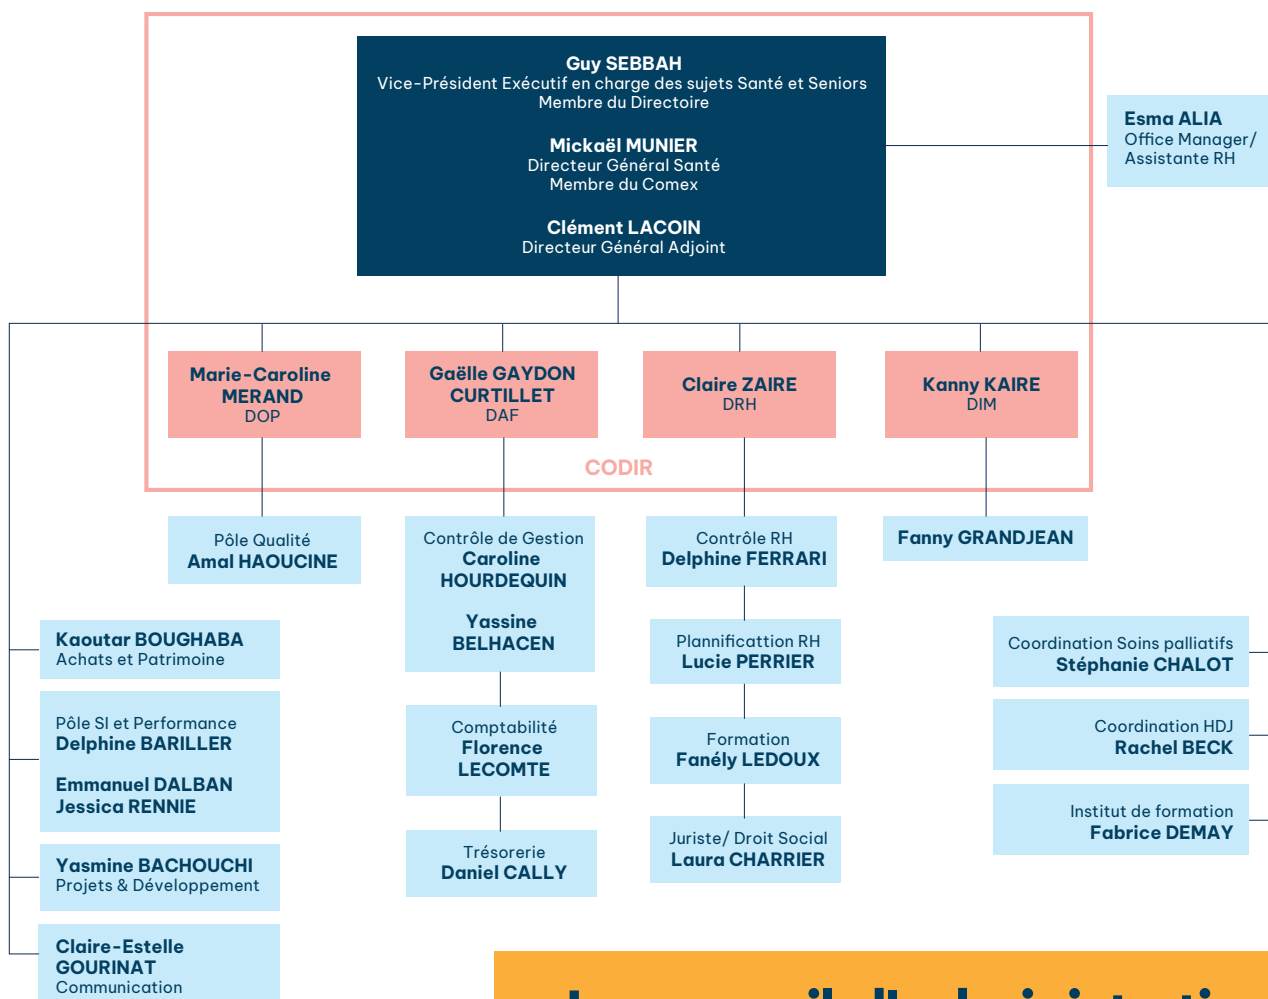 Guy SEBBAH
Vice-Président Exécutif en charge des sujets Santé et Seniors
Membre du Directoire
Mickaël MUNIER
Directeur Général Santé
Membre du Comex
Clément LACOIN
Directeur Général Adjoint
Esma ALIA
Office Manager/
Assistante RH
Marie-Caroline
MERAND
DOP
Gaëlle GAYDON
CURTILLET
DAF
Claire ZAIRE
DRH
Kanny KAIRE
DIM
CODIR
Pôle Qualité
Amal HAOUCINE
Contrôle de Gestion
Caroline
HOURDEQUIN
Yassine
BELHACEN
Contrôle RH
Delphine FERRARI
Fanny GRANDJEAN
Kaoutar BOUGHABA
Achats et Patrimoine
Plannificattion RH
Lucie PERRIER
Coordination Soins palliatifs
Stéphanie CHALOT
Pôle SI et Performance
Delphine BARILLER
Emmanuel DALBAN
Jessica RENNIE
Comptabilité
Florence
LECOMTE
Formation
Fanély LEDOUX
Coordination HDJ
Rachel BECK
Institut de formation
Fabrice DEMAY
Yasmine BACHOUCHI
Projets & Développement
Trésorerie
Daniel CALLY
Juriste/ Droit Social
Laura CHARRIER
Claire-Estelle
GOURINAT
Communication